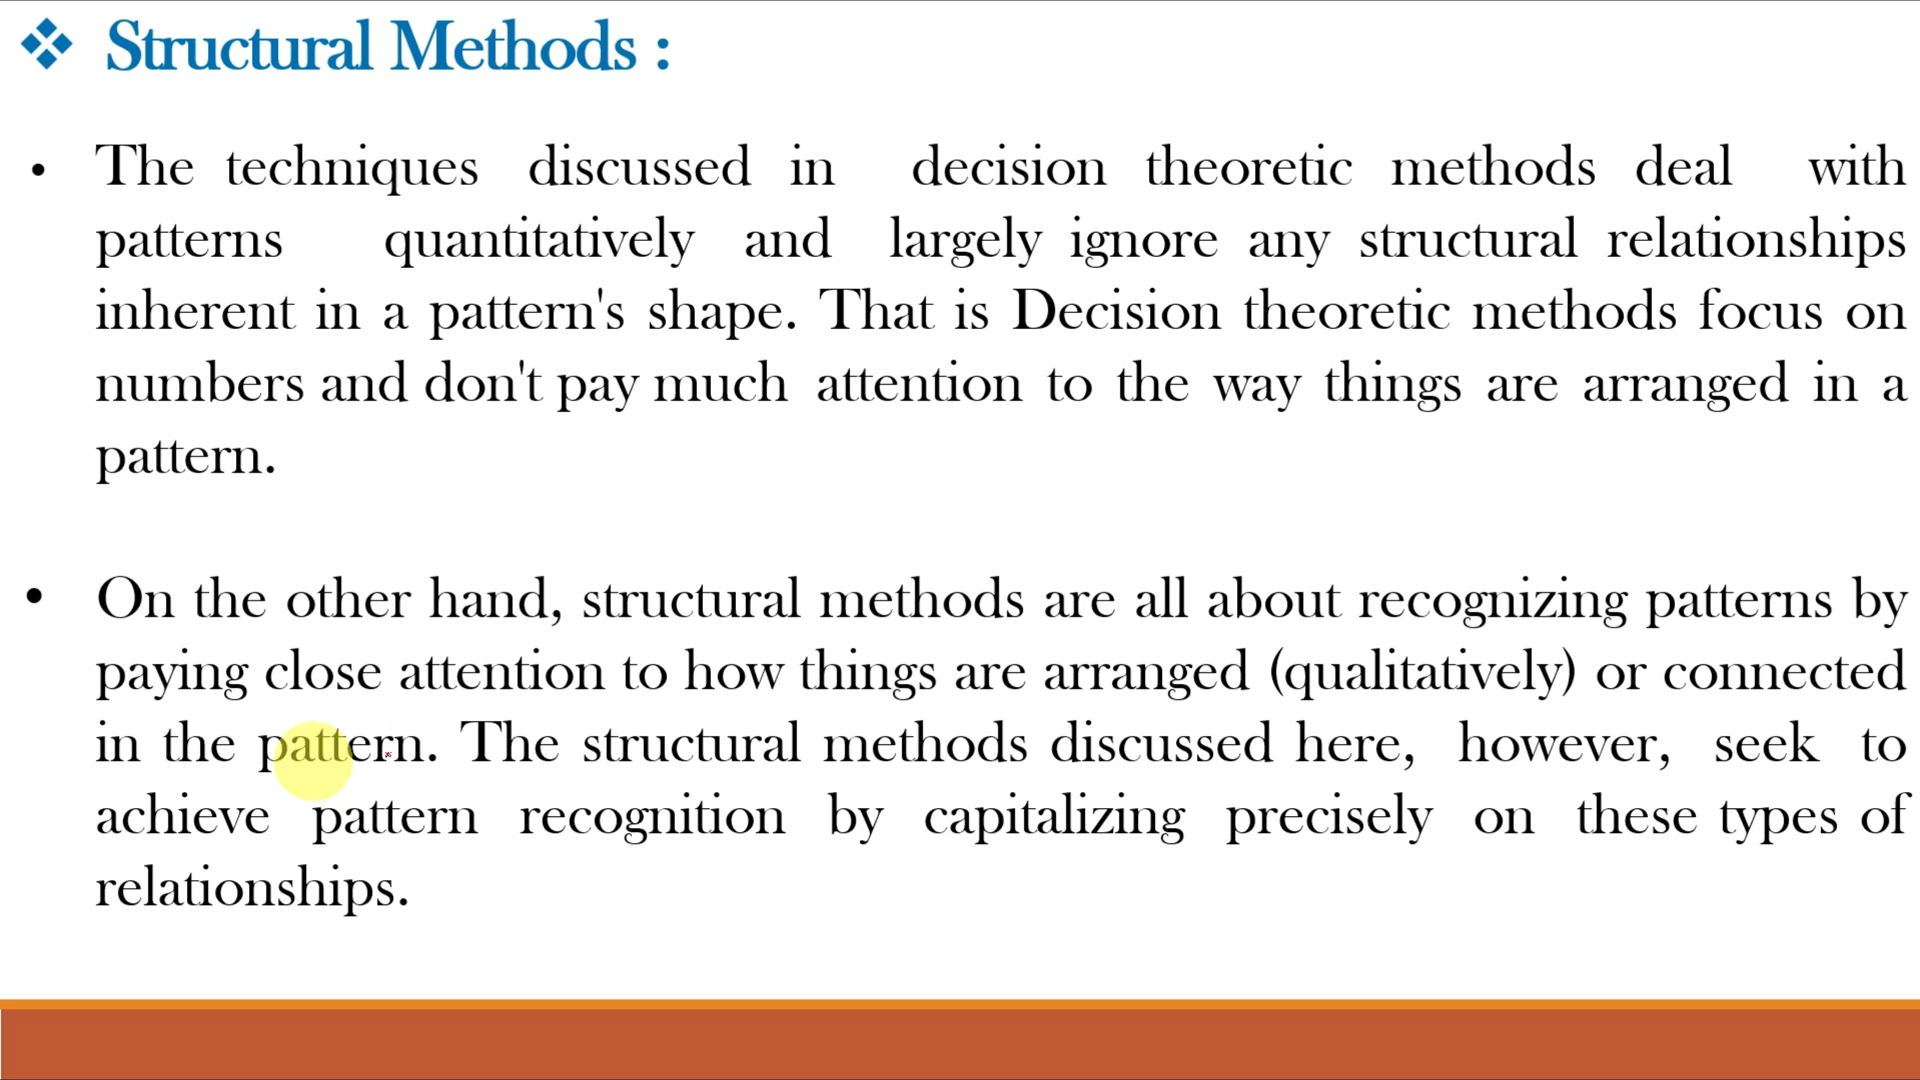 Structural Methods :
• The techniques discussed in decision theoretic methods deal with
patterns quantitatively and largely ignore any structural relationships
inherent in a pattern's shape. That is Decision theoretic methods focus on
numbers and don't pay much attention to the way things are arranged in a
pattern.
• On the other hand, structural methods are all about recognizing patterns by
paying close attention to how things are arranged (qualitatively) or connected
in the pattern. The structural methods discussed here, however, seek to
achieve pattern recognition by capitalizing precisely on these types of
relationships.